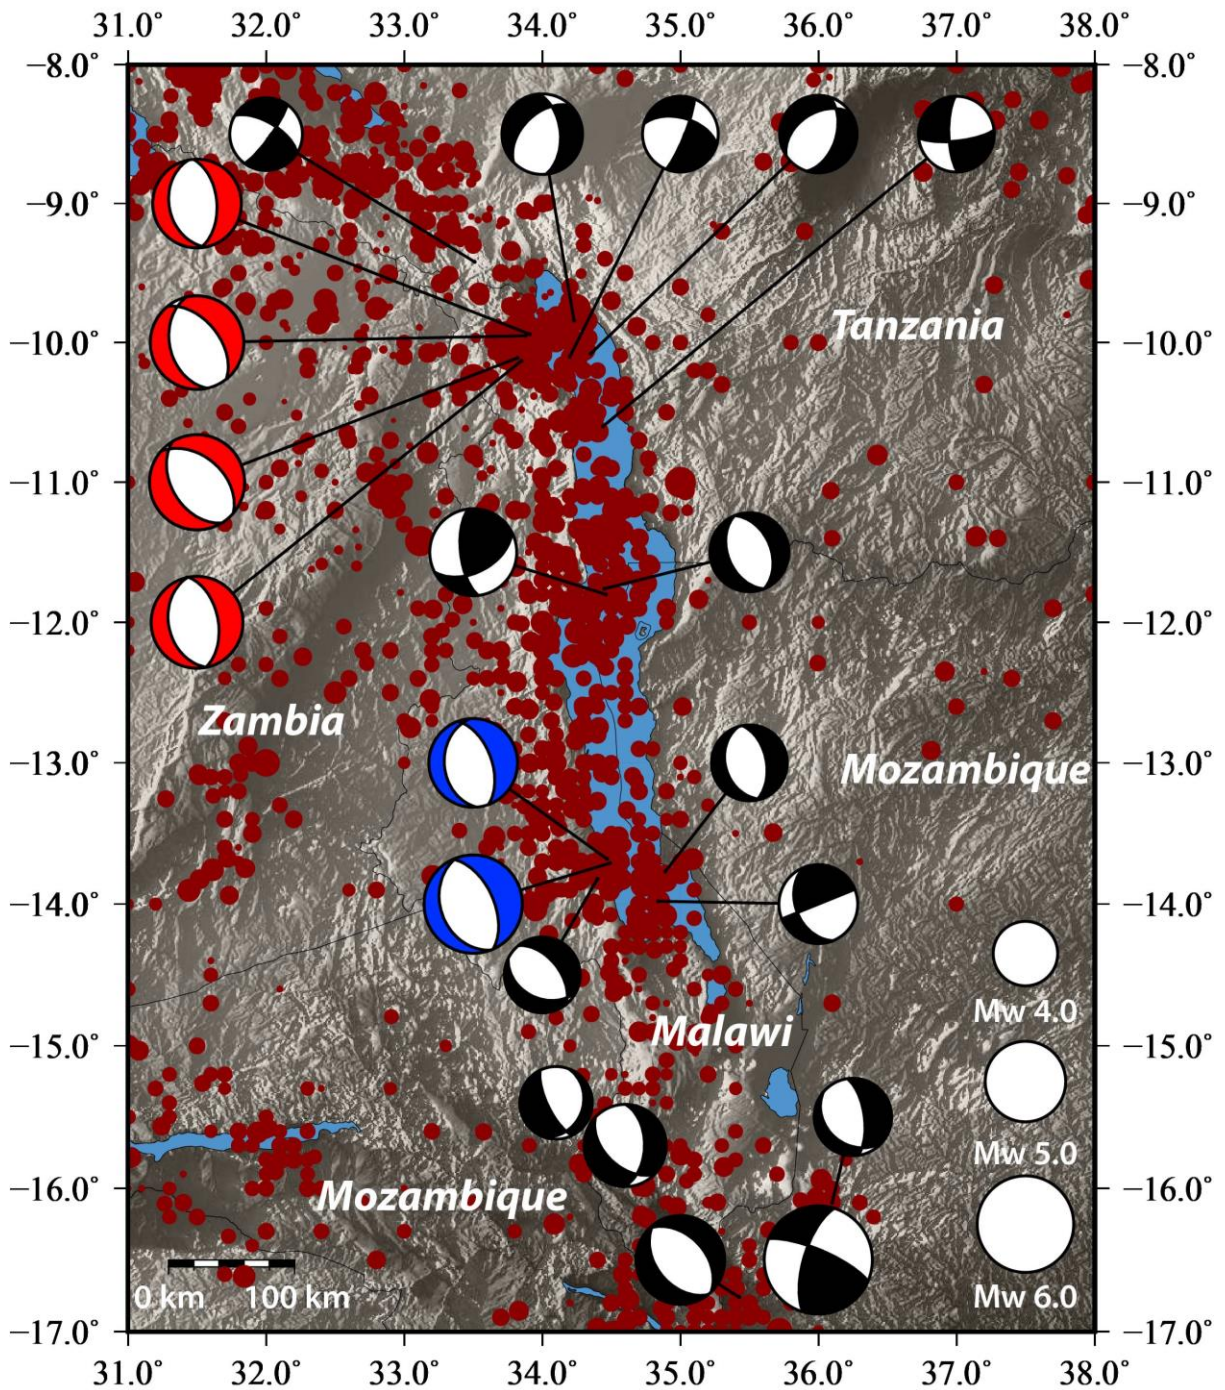 31.0° 32.0° 33.0° 34.0° 35.0° 36.0° 37.0° 38.0°
−8.0° −8.0°
−9.0° −9.0°
Tanzania
−10.0° −10.0°
−11.0° −11.0°
−12.0° −12.0°
Zambia
−13.0° −13.0°
Mozambique
−14.0° −14.0°
Mw 4.0
Malawi
−15.0° −15.0°
Mw 5.0
−16.0° −16.0°
Mozambique
0 km 100 km
Mw 6.0
−17.0° −17.0°
31.0° 32.0° 33.0° 34.0° 35.0° 36.0° 37.0° 38.0°